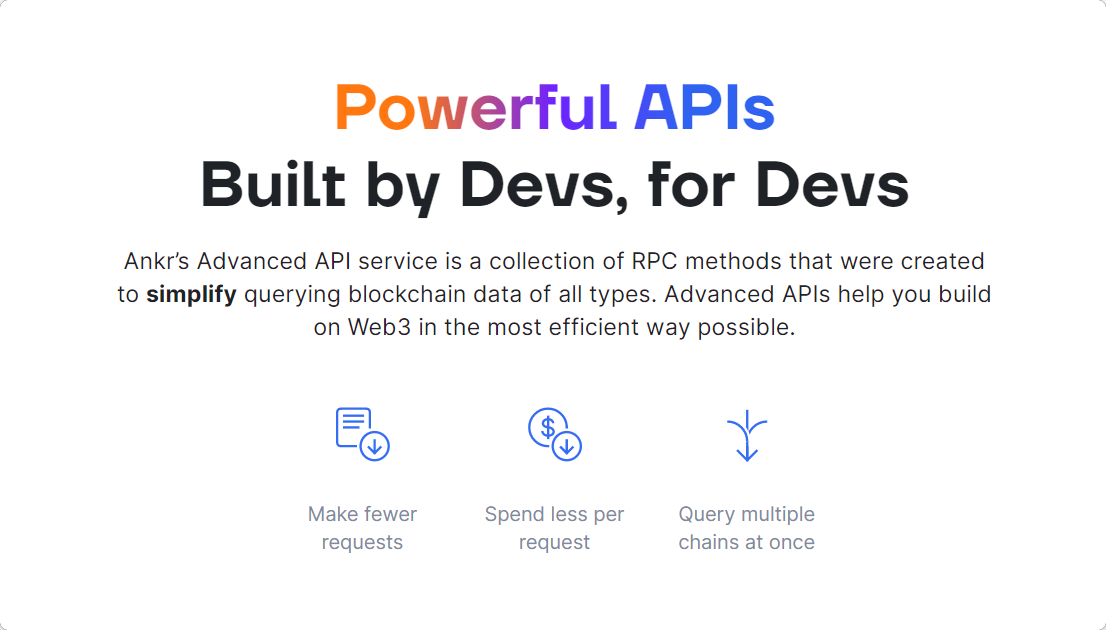 Powerful APIs
Built by Devs, for Devs
Ankr’s Advanced API service is a collection of RPC methods that were created
to simplify querying blockchain data of all types. Advanced APIs help you build
on Web3 in the most efficient way possible.
$
Make fewer
requests
Spend less per
request
Query multiple
chains at once